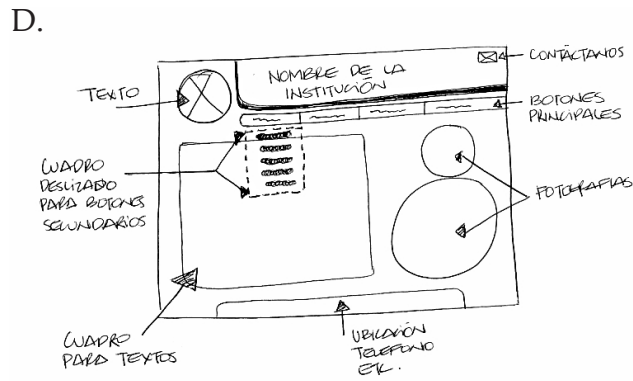 D.
NOMBRE DE LA
INSTITUCIÓN
CONTÁCTANOS
TEXTO
BOTONES
PRINCIPALES
CUADRO
DESLIZADO
PARA BOTONES
SECUNDARIOS
FOTOGRAFIAS
CUADRO
PARA TEXTOS
UBICACIÓN
TELEFONO
ETC.